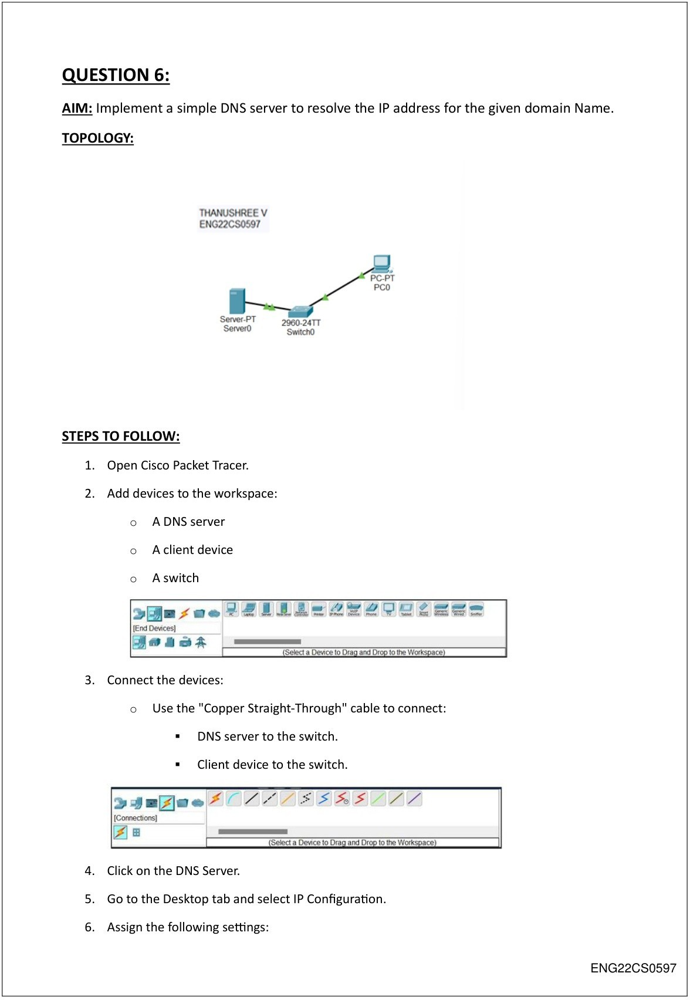 QUESTION 6:
AIM: Implement a simple DNS server to resolve the IP address for the given domain Name.
TOPOLOGY:
THANUSHREE V
ENG22CS0597
PC-PT
PC0
Server-PT
Server0
2960-24TT
Switch0
STEPS TO FOLLOW:
1. Open Cisco Packet Tracer.
2. Add devices to the workspace:
o A DNS server
o A client device
o A switch
PC Laptop Server Printer IP Phone VoIP Device Phone TV Tablet Smart Phone Generic Wireless Generic Wired Sniffer
[End Devices]
(Select a Device to Drag and Drop to the Workspace)
3. Connect the devices:
o Use the "Copper Straight-Through" cable to connect:
▪ DNS server to the switch.
▪ Client device to the switch.
[Connections]
(Select a Device to Drag and Drop to the Workspace)
4. Click on the DNS Server.
5. Go to the Desktop tab and select IP Configuration.
6. Assign the following settings:
ENG22CS0597